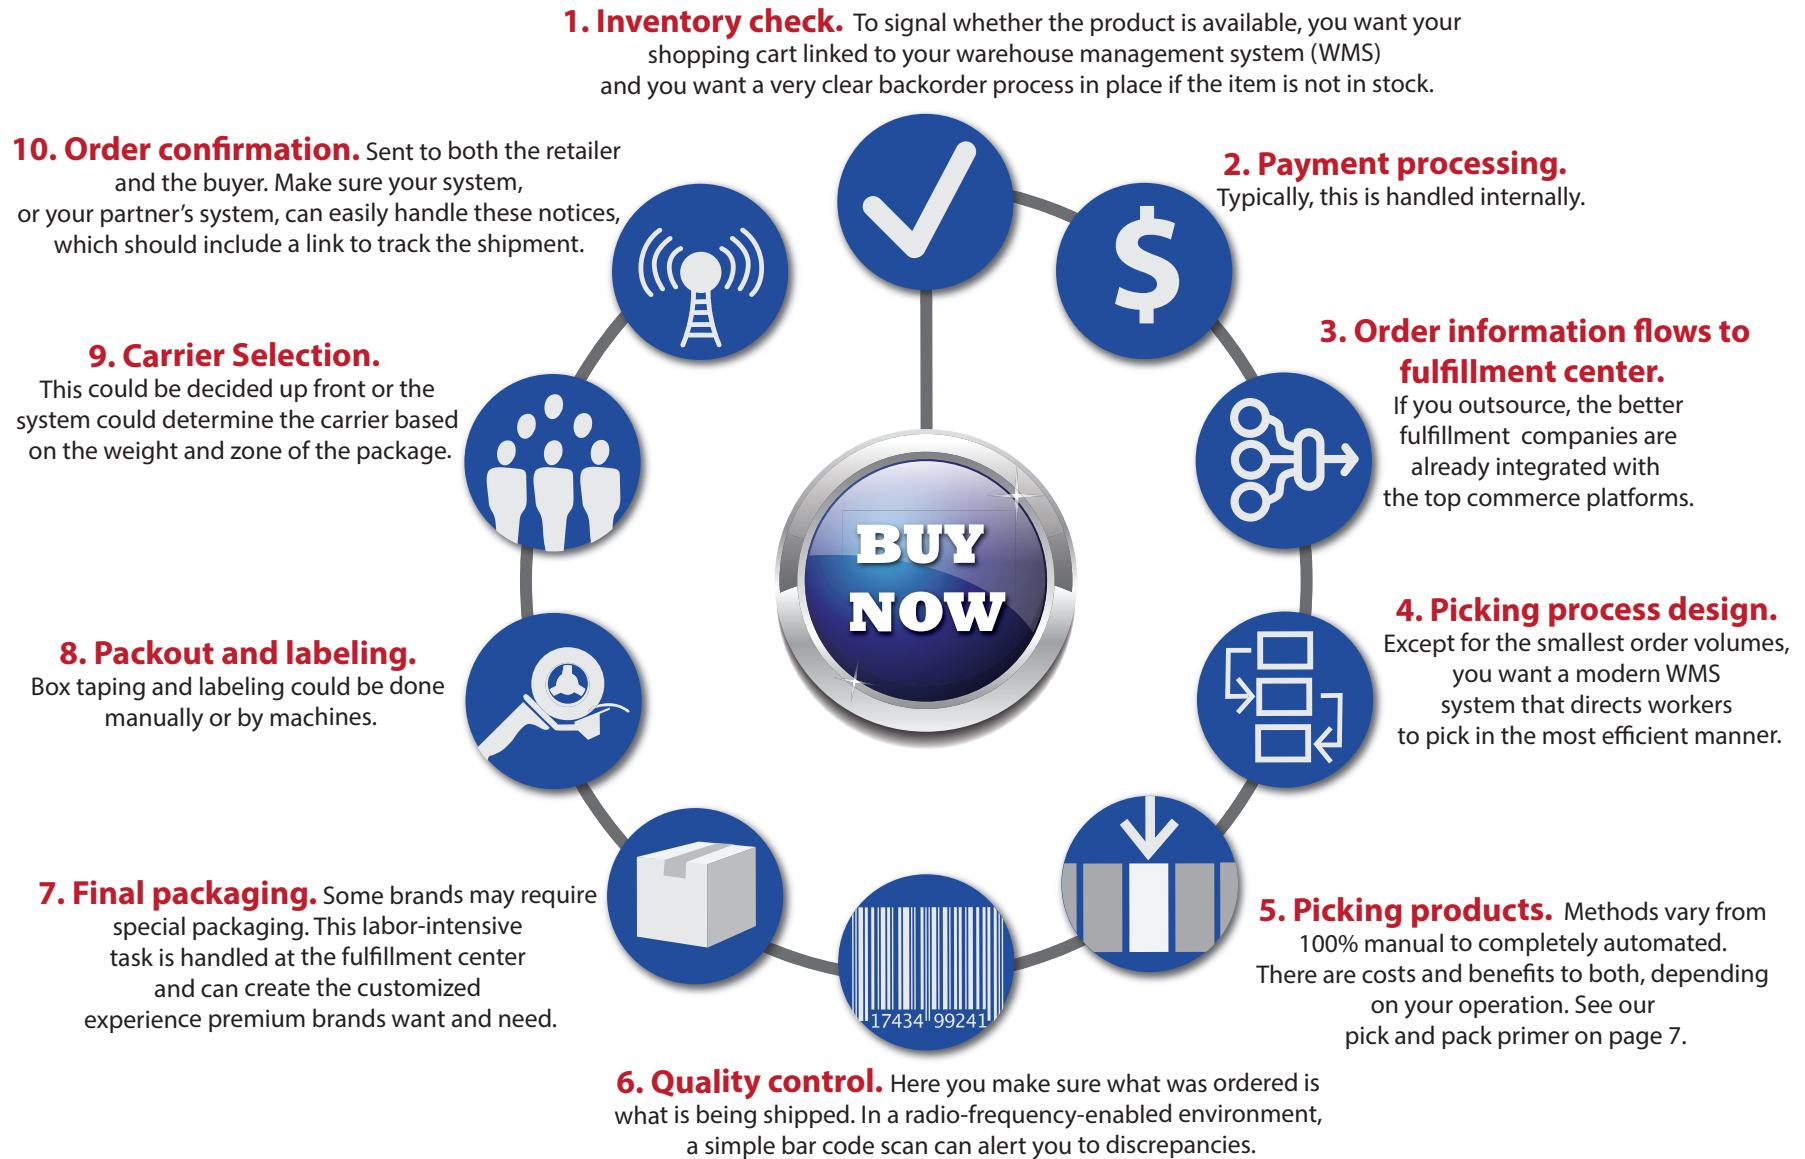 1. Inventory check. To signal whether the product is available, you want your
shopping cart linked to your warehouse management system (WMS)
and you want a very clear backorder process in place if the item is not in stock.
2. Payment processing.
Typically, this is handled internally.
3. Order information flows to
fulfillment center.
If you outsource, the better
fulfillment companies are
already integrated with
the top commerce platforms.
4. Picking process design.
Except for the smallest order volumes,
you want a modern WMS
system that directs workers
to pick in the most efficient manner.
5. Picking products. Methods vary from
100% manual to completely automated.
There are costs and benefits to both, depending
on your operation. See our
pick and pack primer on page 7.
6. Quality control. Here you make sure what was ordered is
what is being shipped. In a radio-frequency-enabled environment,
a simple bar code scan can alert you to discrepancies.
7. Final packaging. Some brands may require
special packaging. This labor-intensive
task is handled at the fulfillment center
and can create the customized
experience premium brands want and need.
8. Packout and labeling.
Box taping and labeling could be done
manually or by machines.
9. Carrier Selection.
This could be decided up front or the
system could determine the carrier based
on the weight and zone of the package.
10. Order confirmation. Sent to both the retailer
and the buyer. Make sure your system,
or your partner's system, can easily handle these notices,
which should include a link to track the shipment.
$
BUY
NOW
17434 99241